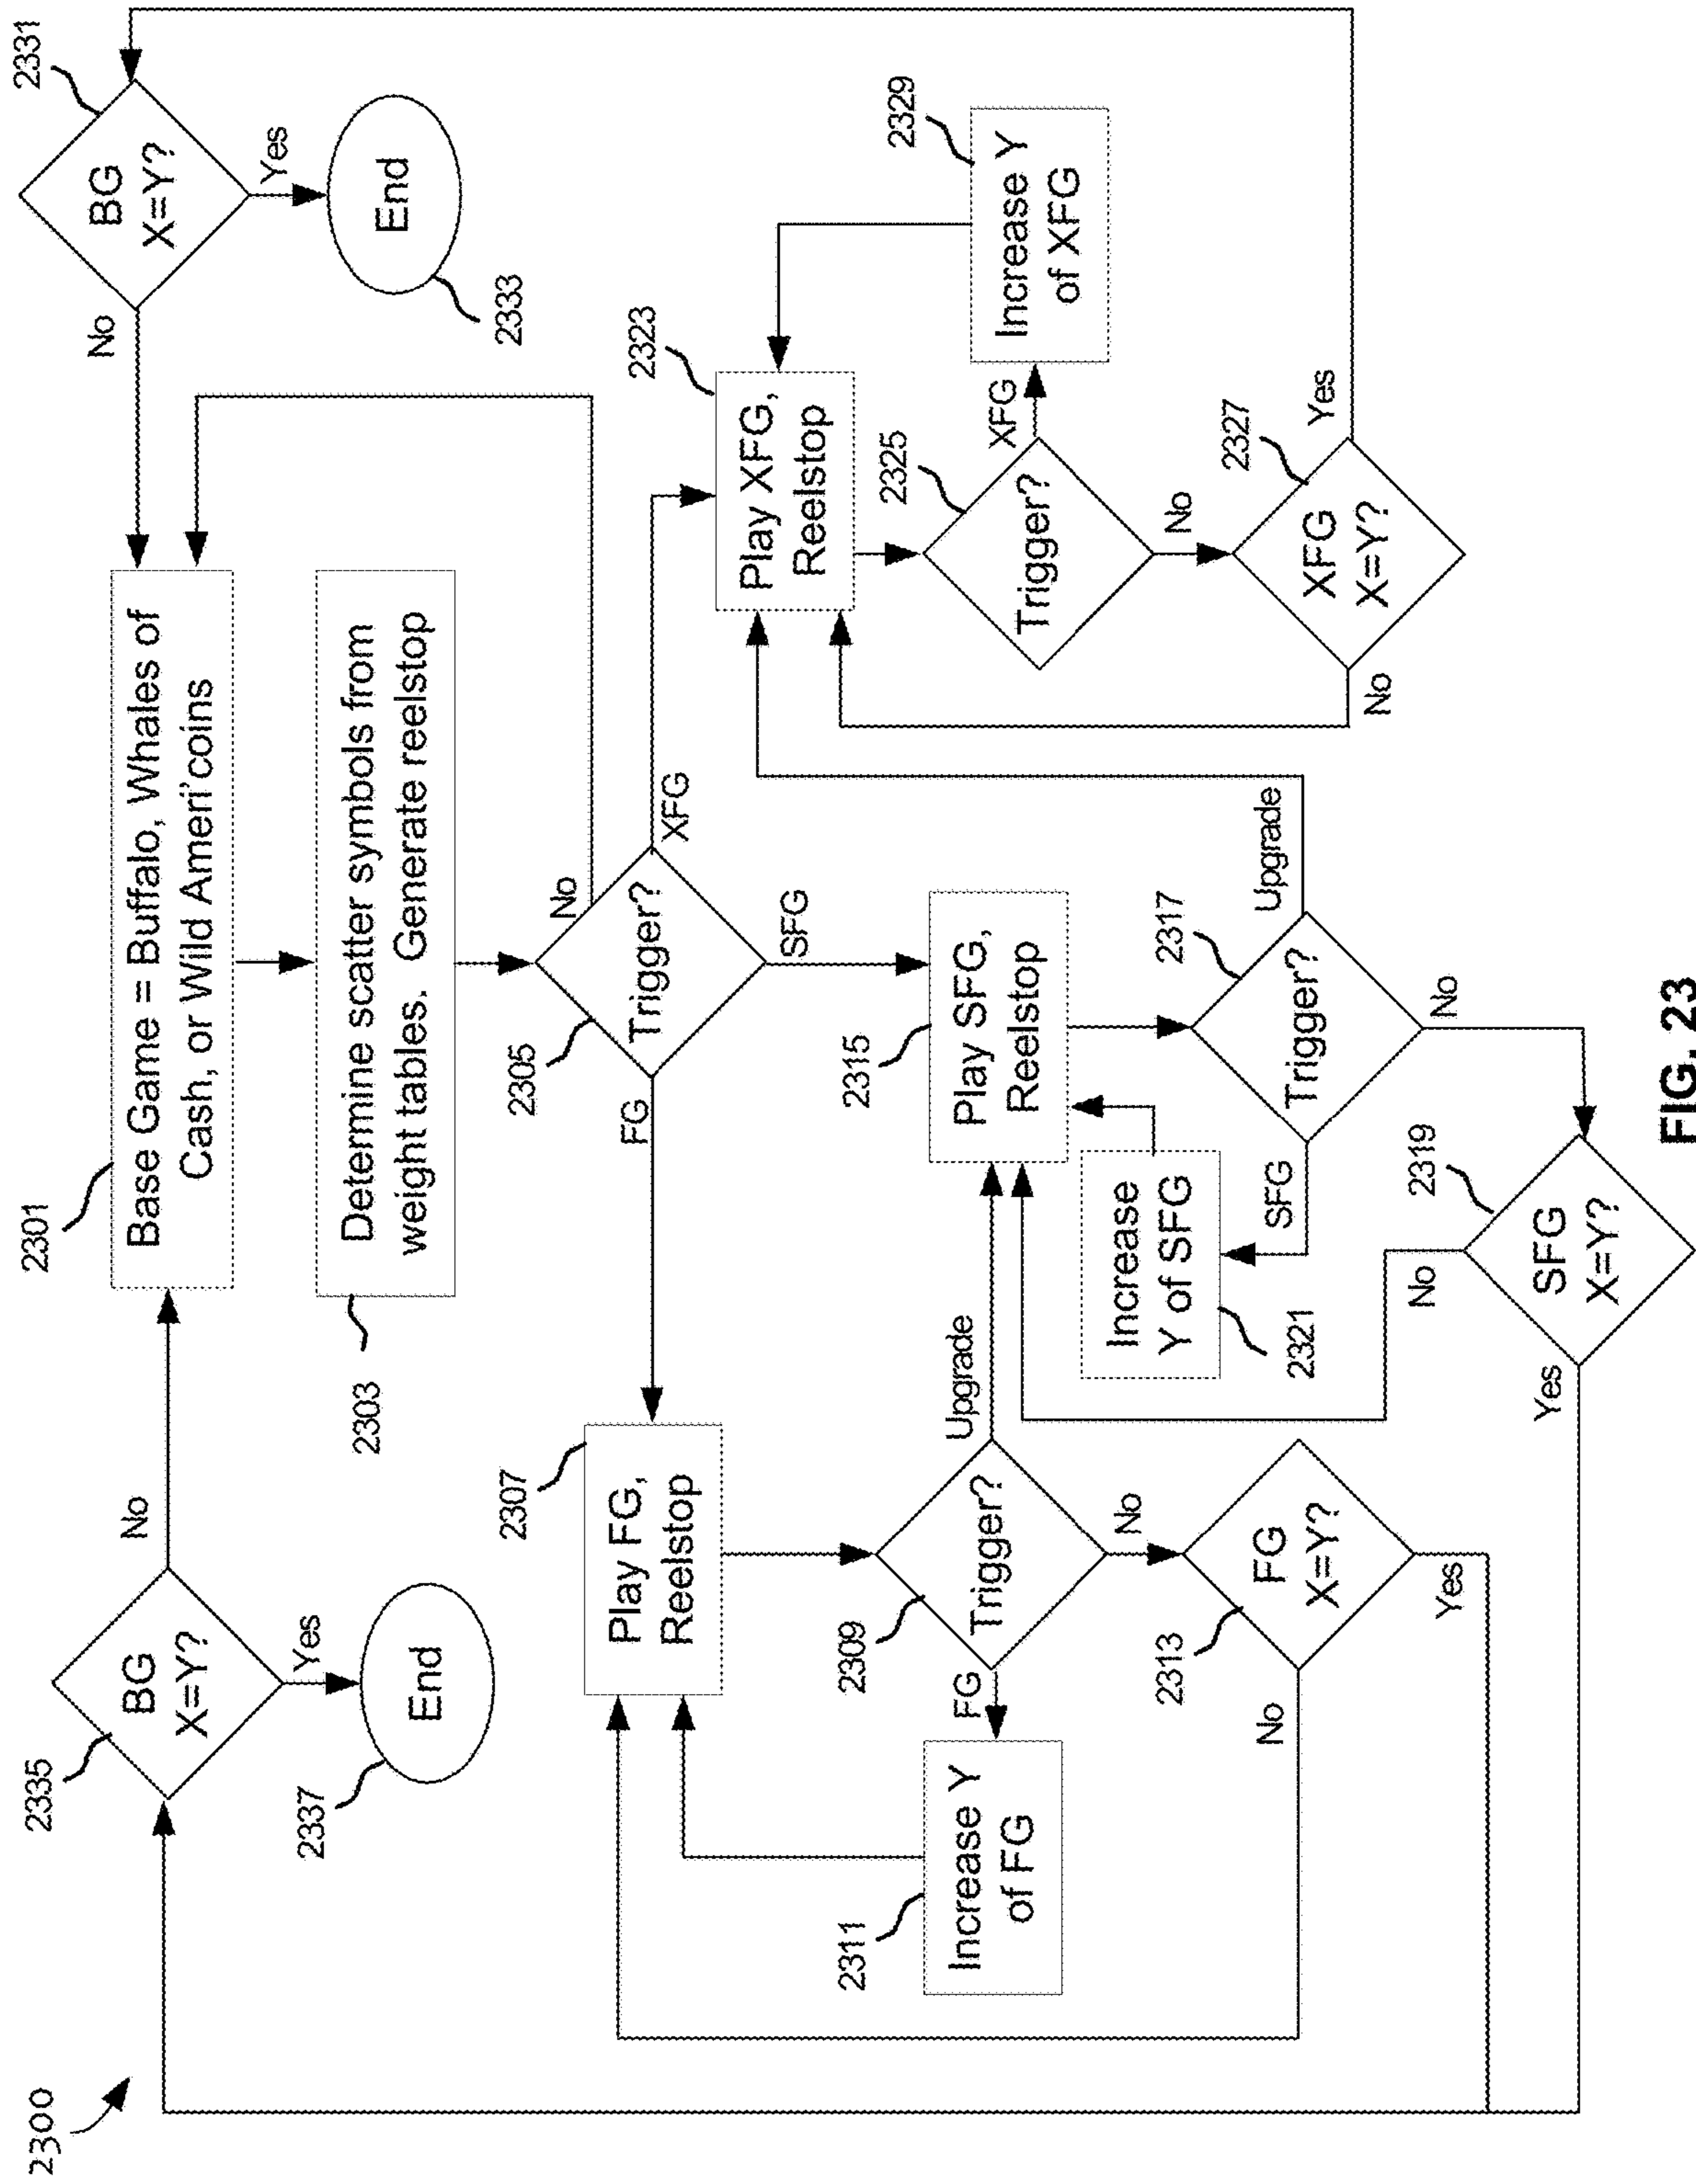 2300
2335
BG
X=Y?
No
Yes
2337
End
2331
BG
X=Y?
No
Yes
2333
End
2301
Base Game = Buffalo, Whales of
Cash, or Wild Ameri'coins
2303
Determine scatter symbols from
weight tables. Generate reelstop
2305
Trigger?
No
FG
SFG
XFG
2307
Play FG,
Reelstop
2309
Trigger?
FG
Upgrade
No
2311
Increase Y
of FG
2313
FG
X=Y?
No
Yes
2315
Play SFG,
Reelstop
2317
Trigger?
SFG
Upgrade
No
2321
Increase
Y of SFG
2319
SFG
X=Y?
No
Yes
2323
Play XFG,
Reelstop
2325
Trigger?
XFG
No
2329
Increase Y
of XFG
2327
XFG
X=Y?
No
Yes
FIG. 23